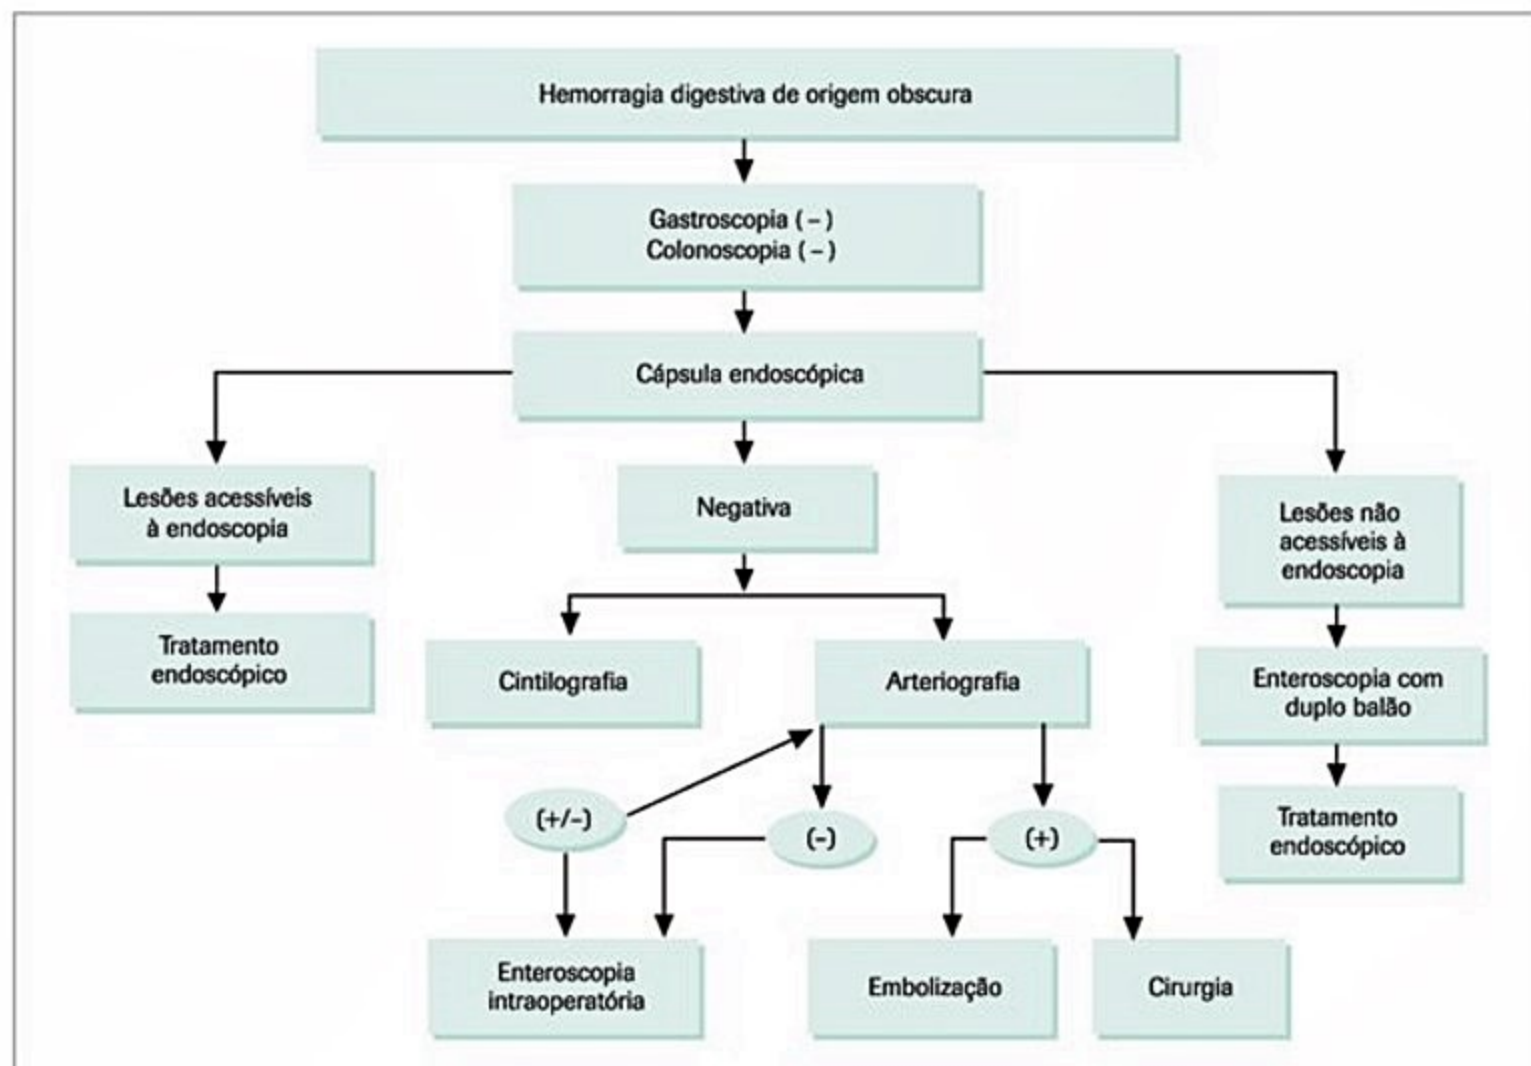 Hemorragia digestiva de origem obscura
Gastroscopia ( – )
Colonoscopia ( – )
Cápsula endoscópica
Lesões acessíveis
à endoscopia
Negativa
Lesões não
acessíveis à
endoscopia
Tratamento
endoscópico
Cintilografia
Arteriografia
Enteroscopia com
duplo balão
(+/–)
(–)
(+)
Tratamento
endoscópico
Enteroscopia
intraoperatória
Embolização
Cirurgia